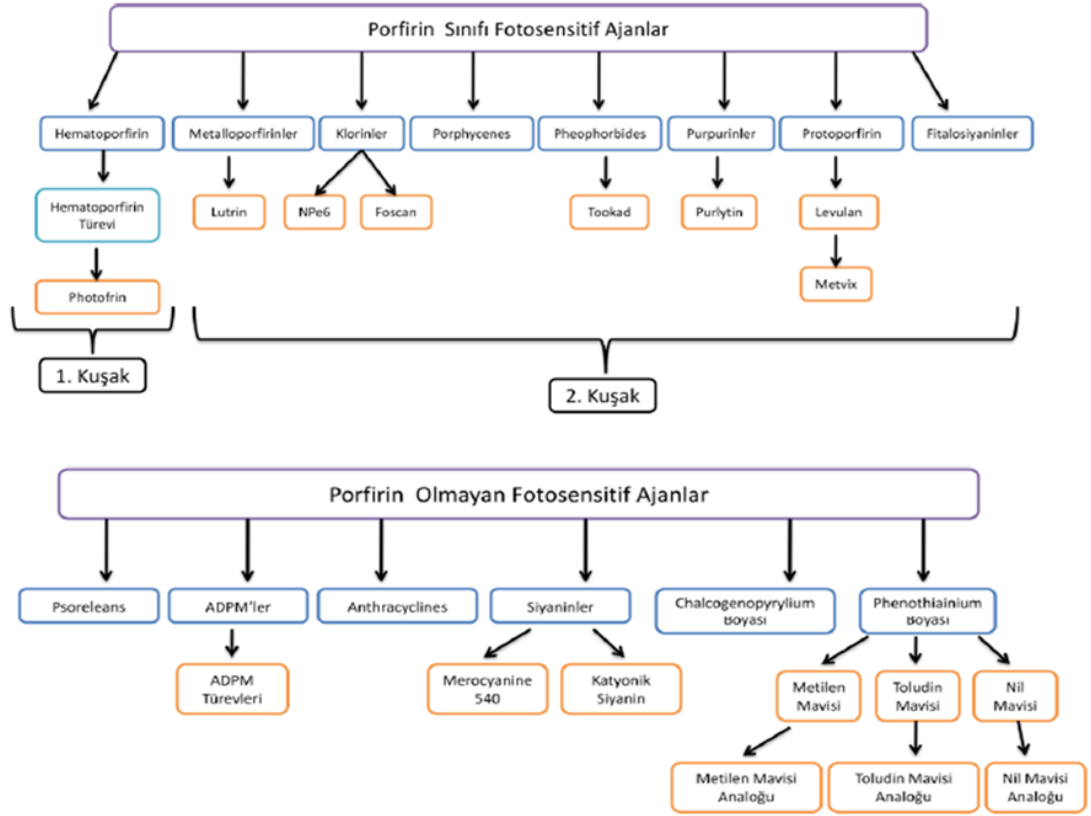 Porfirin Sınıfı Fotosensitif Ajanlar
Hematoporfirin
Metalloporfirinler
Klorinler
Porphycenes
Pheophorbides
Purpurinler
Protoporfirin
Fitalosiyaninler
Hematoporfirin
Türevi
Lutrin
NPe6
Foscan
Tookad
Purlytin
Levulan
Photofrin
Metvix
1. Kuşak
2. Kuşak
Porfirin Olmayan Fotosensitif Ajanlar
Psoreleans
ADPM'ler
Anthracyclines
Siyaninler
Chalcogenopyrylium
Boyası
Phenothiainium
Boyası
ADPM
Türevleri
Merocyanine
540
Katyonik
Siyanin
Metilen
Mavisi
Toludin
Mavisi
Nil
Mavisi
Metilen Mavisi
Analoğu
Toludin Mavisi
Analoğu
Nil Mavisi
Analoğu